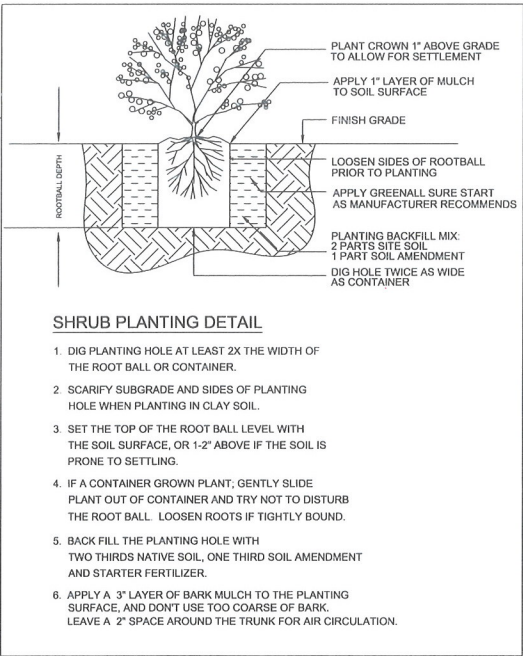 PLANT CROWN 1" ABOVE GRADE
TO ALLOW FOR SETTLEMENT
APPLY 1" LAYER OF MULCH
TO SOIL SURFACE
FINISH GRADE
ROOTBALL DEPTH
LOOSEN SIDES OF ROOTBALL
PRIOR TO PLANTING
APPLY GREENALL SURE START
AS MANUFACTURER RECOMMENDS
PLANTING BACKFILL MIX:
2 PARTS SITE SOIL
1 PART SOIL AMENDMENT
DIG HOLE TWICE AS WIDE
AS CONTAINER
SHRUB PLANTING DETAIL
1. DIG PLANTING HOLE AT LEAST 2X THE WIDTH OF
THE ROOT BALL OR CONTAINER.
2. SCARIFY SUBGRADE AND SIDES OF PLANTING
HOLE WHEN PLANTING IN CLAY SOIL.
3. SET THE TOP OF THE ROOT BALL LEVEL WITH
THE SOIL SURFACE, OR 1-2" ABOVE IF THE SOIL IS
PRONE TO SETTLING.
4. IF A CONTAINER GROWN PLANT; GENTLY SLIDE
PLANT OUT OF CONTAINER AND TRY NOT TO DISTURB
THE ROOT BALL. LOOSEN ROOTS IF TIGHTLY BOUND.
5. BACK FILL THE PLANTING HOLE WITH
TWO THIRDS NATIVE SOIL, ONE THIRD SOIL AMENDMENT
AND STARTER FERTILIZER.
6. APPLY A 3" LAYER OF BARK MULCH TO THE PLANTING
SURFACE, AND DON'T USE TOO COARSE OF BARK.
LEAVE A 2" SPACE AROUND THE TRUNK FOR AIR CIRCULATION.